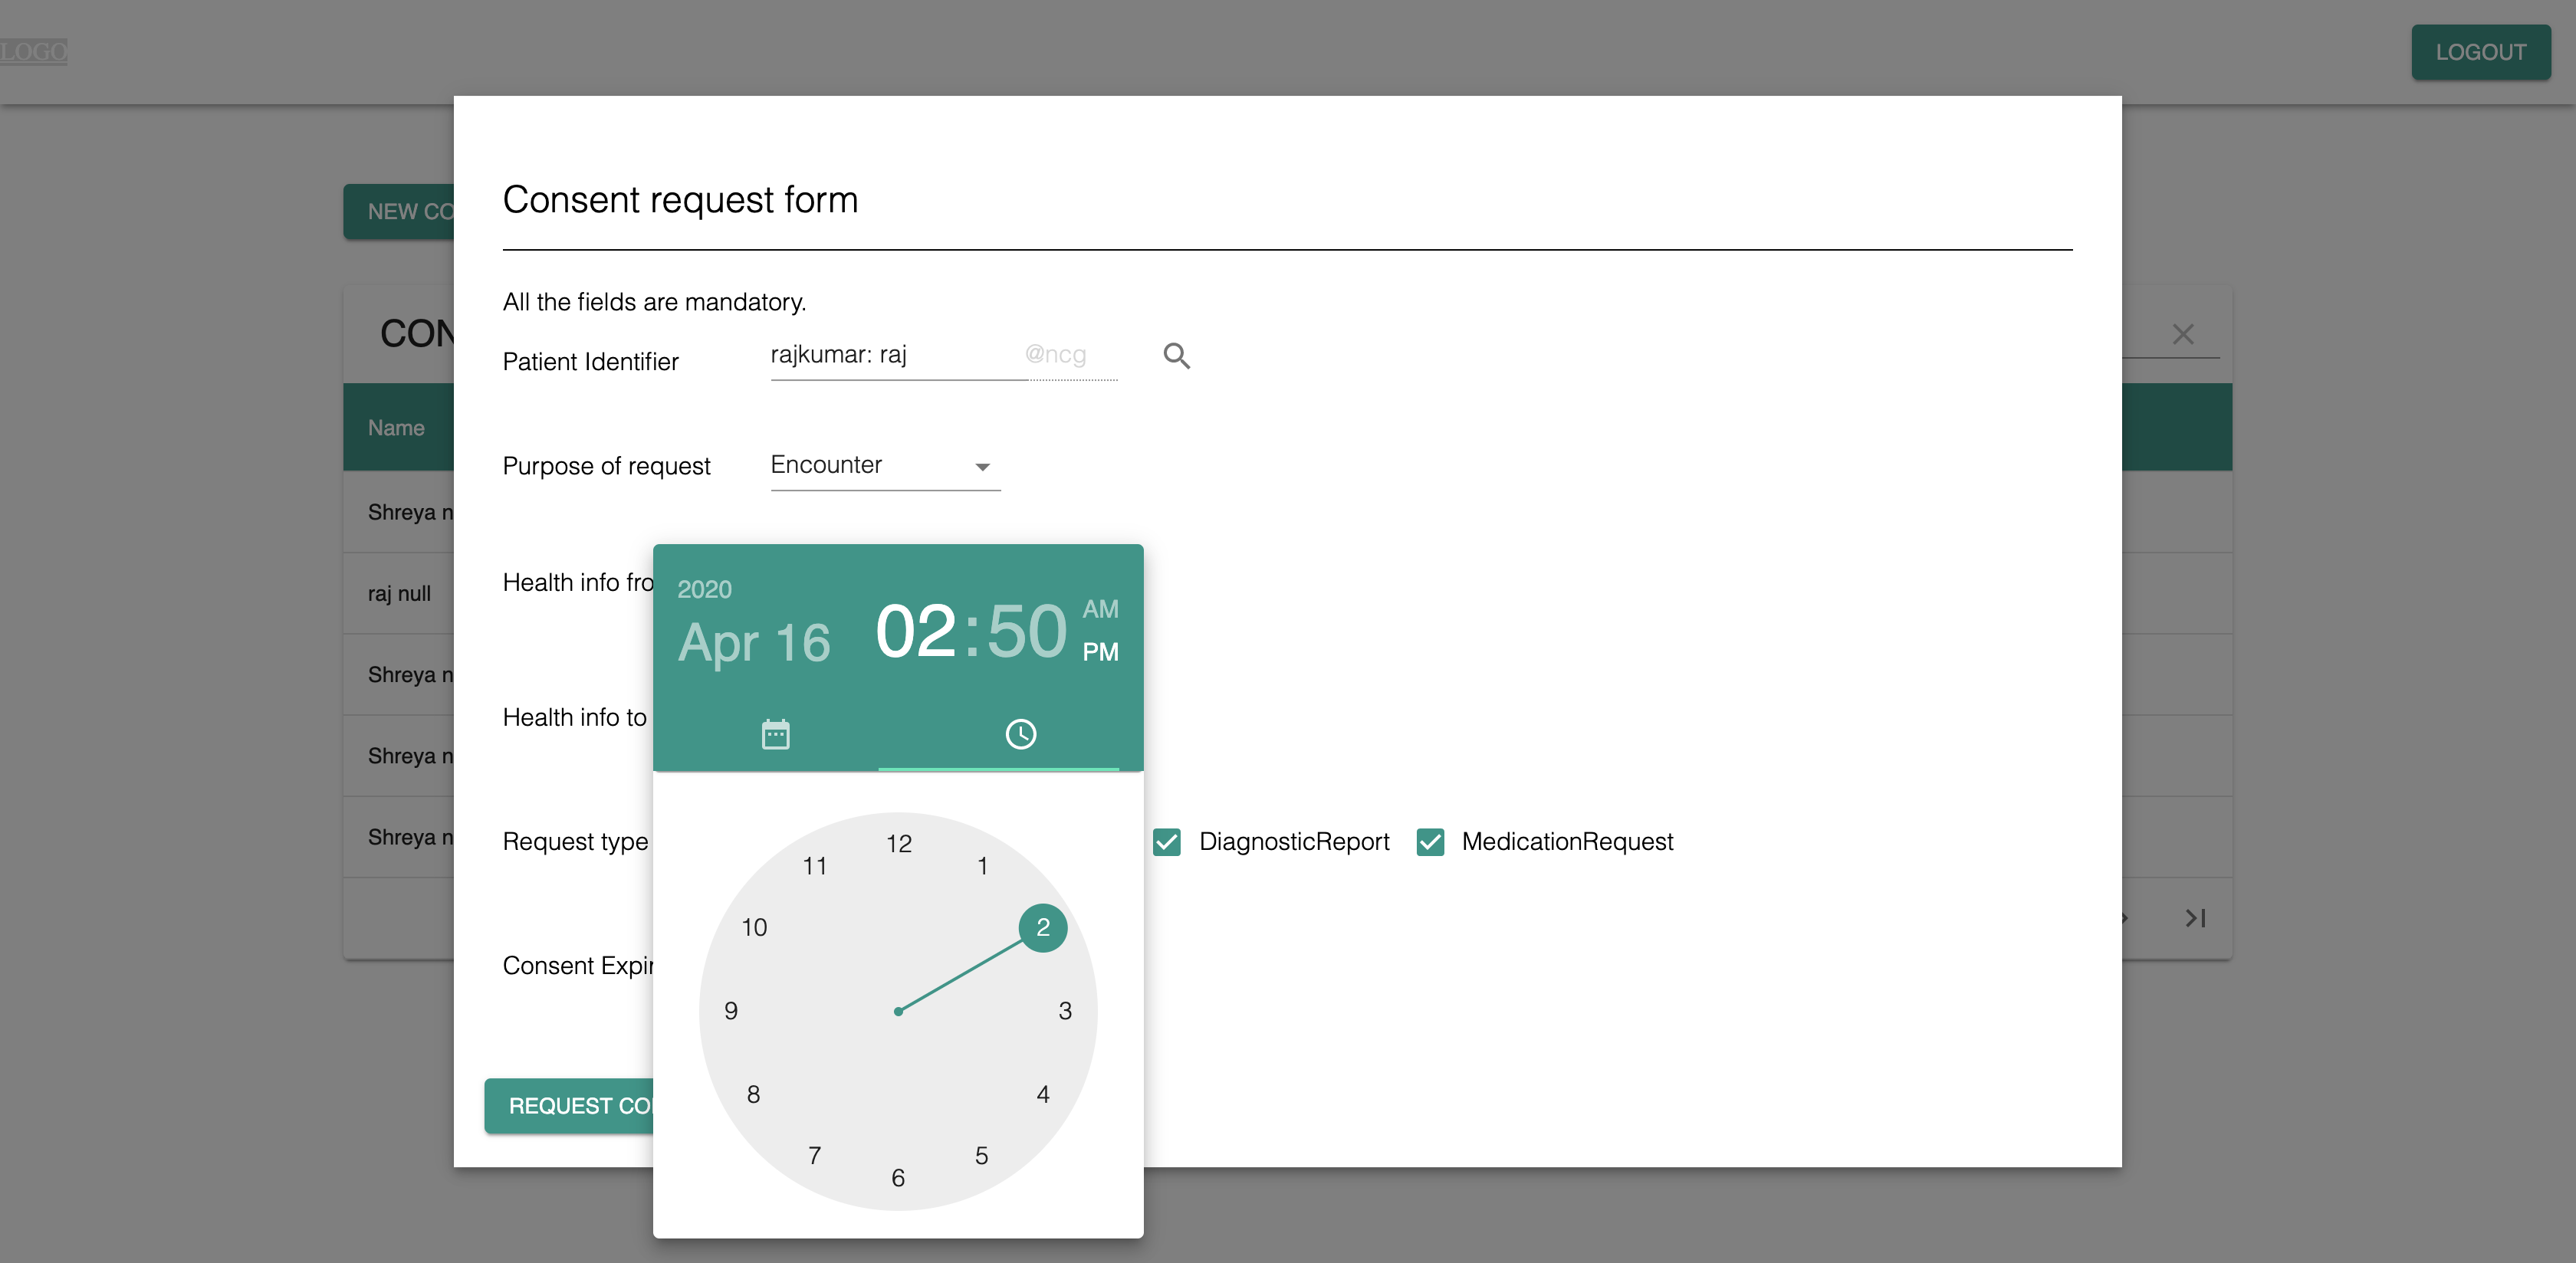 LOGO
LOGOUT
NEW CO
Consent request form
All the fields are mandatory.
CON
Patient Identifier rajkumar: raj @ncg
Name
Purpose of request Encounter
Shreya n
raj null
Shreya n
Shreya n
Shreya n
Health info fro
2020
Apr 16 02:50 AM PM
Health info to
Request type DiagnosticReport MedicationRequest
Consent Expir
12
11 1
10 2
9 3
8 4
7 5
6
REQUEST CO